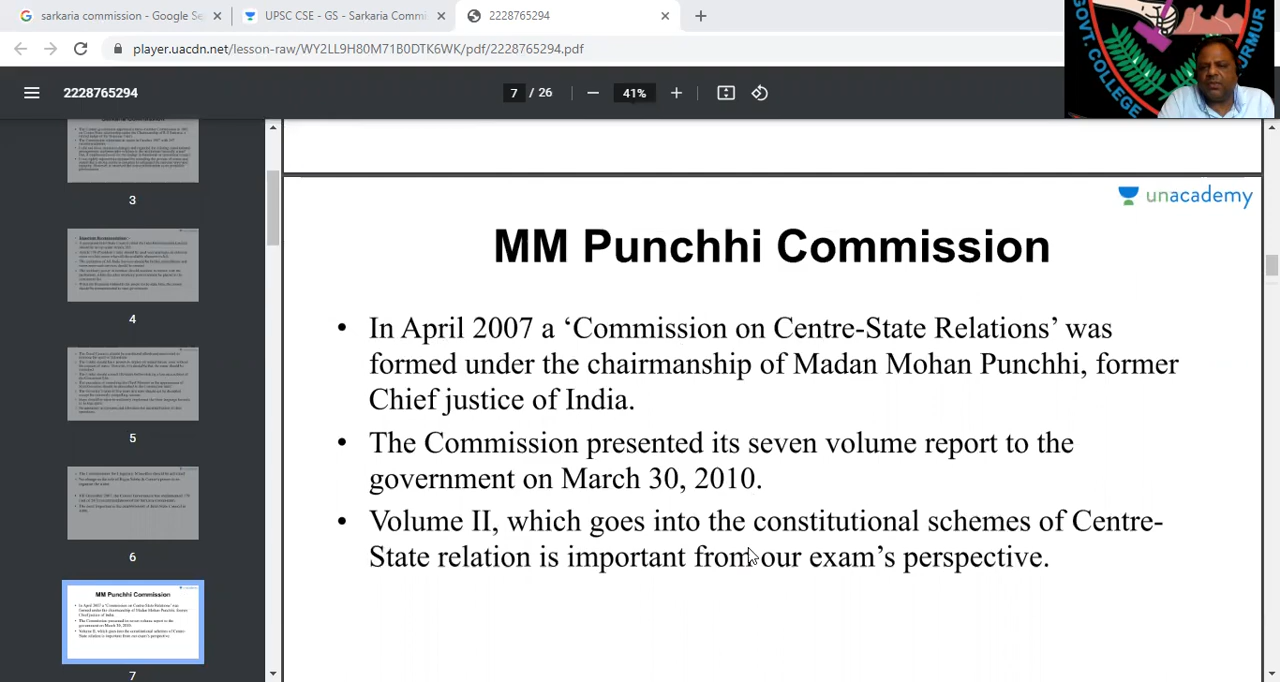 sarkaria commission - Google Se
UPSC CSE - GS - Sarkaria Commi
2228765294
player.uacdn.net/lesson-raw/WY2LL9H80M71B0DTK6WK/pdf/2228765294.pdf
GOVT. COLLEGE
URMUR
2228765294
7 / 26
41%
3
4
5
6
MM Punchhi Commission
7
unacademy
MM Punchhi Commission
• In April 2007 a ‘Commission on Centre-State Relations’ was
formed under the chairmanship of Madan Mohan Punchhi, former
Chief justice of India.
• The Commission presented its seven volume report to the
government on March 30, 2010.
• Volume II, which goes into the constitutional schemes of Centre-
State relation is important from our exam’s perspective.